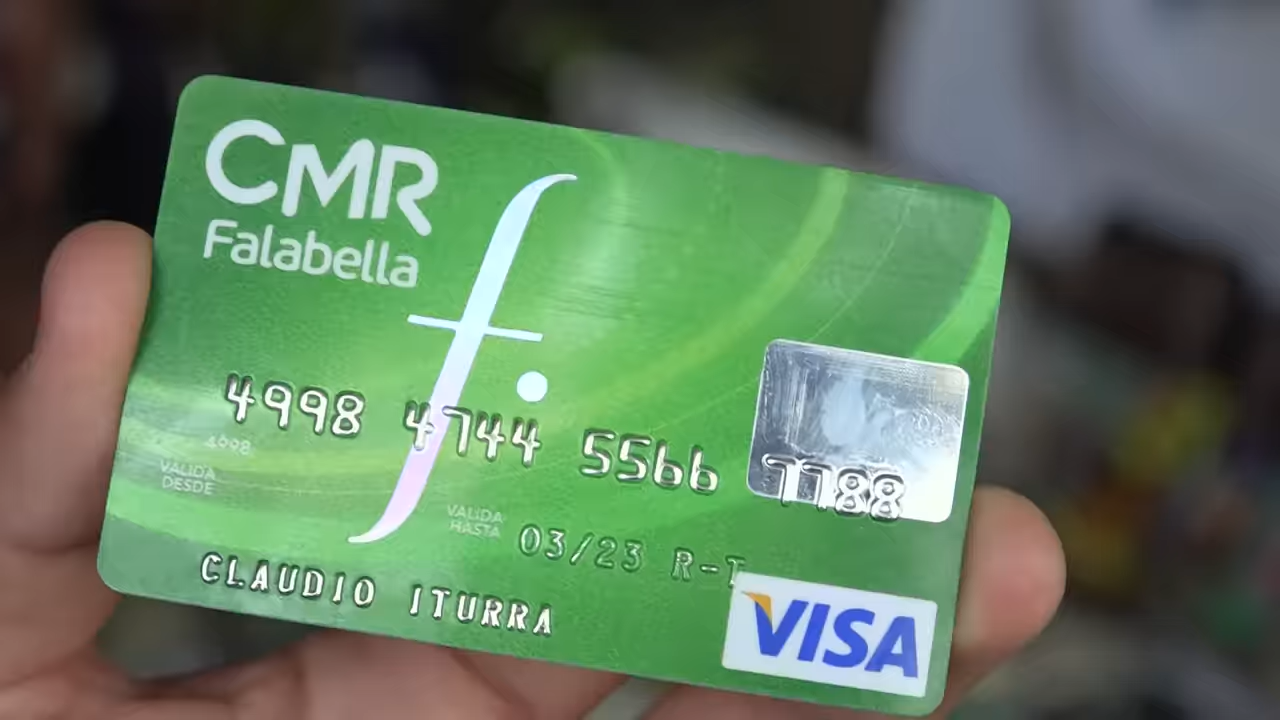 CMR
Falabella
f.
4998 4744 5566 7788
4998
VALIDA
DESDE
VALIDA
HASTA
03/23 R-T
CLAUDIO ITURRA
VISA